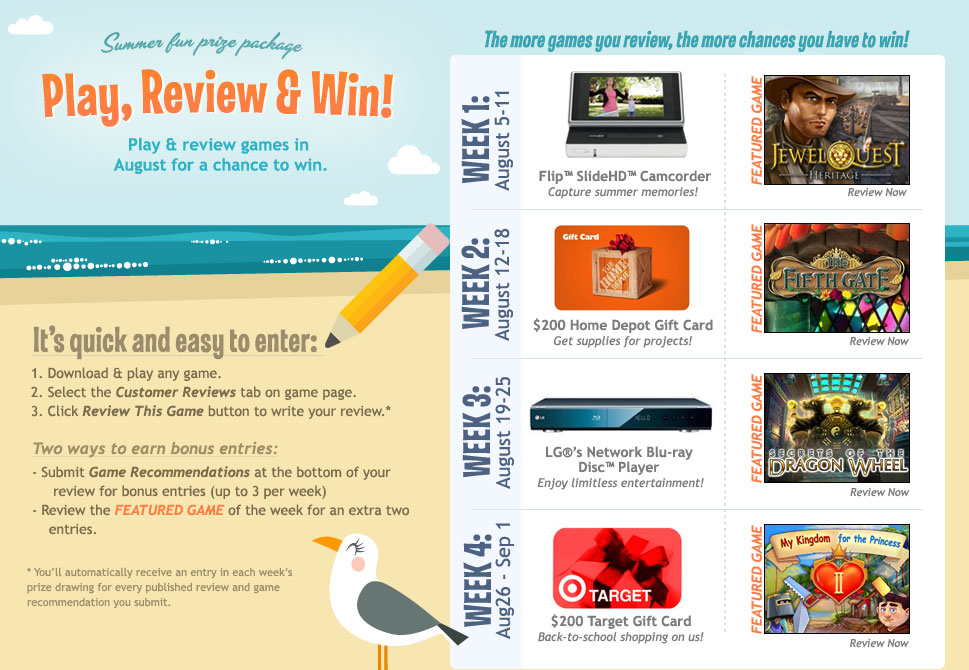 Summer fun prize package
Play, Review & Win!
Play & review games in
August for a chance to win.
It's quick and easy to enter:
1. Download & play any game.
2. Select the Customer Reviews tab on game page.
3. Click Review This Game button to write your review.*
Two ways to earn bonus entries:
- Submit Game Recommendations at the bottom of your
review for bonus entries (up to 3 per week)
- Review the FEATURED GAME of the week for an extra two
entries.
* You'll automatically receive an entry in each week's
prize drawing for every published review and game
recommendation you submit.
The more games you review, the more chances you have to win!
WEEK 1:
August 5-11
Flip™ SlideHD™ Camcorder
Capture summer memories!
FEATURED GAME
JEWEL QUEST
HERITAGE
Review Now
WEEK 2:
August 12-18
Gift Card
THE HOME DEPOT
$200 Home Depot Gift Card
Get supplies for projects!
FEATURED GAME
THE
FIFTH GATE
Review Now
WEEK 3:
August 19-25
LG
HELLO
LG®'s Network Blu-ray
Disc™ Player
Enjoy limitless entertainment!
FEATURED GAME
SECRETS OF THE
DRAGON WHEEL
Review Now
WEEK 4:
Aug26 - Sep 1
TARGET
$200 Target Gift Card
Back-to-school shopping on us!
FEATURED GAME
My Kingdom for the Princess
II
Review Now